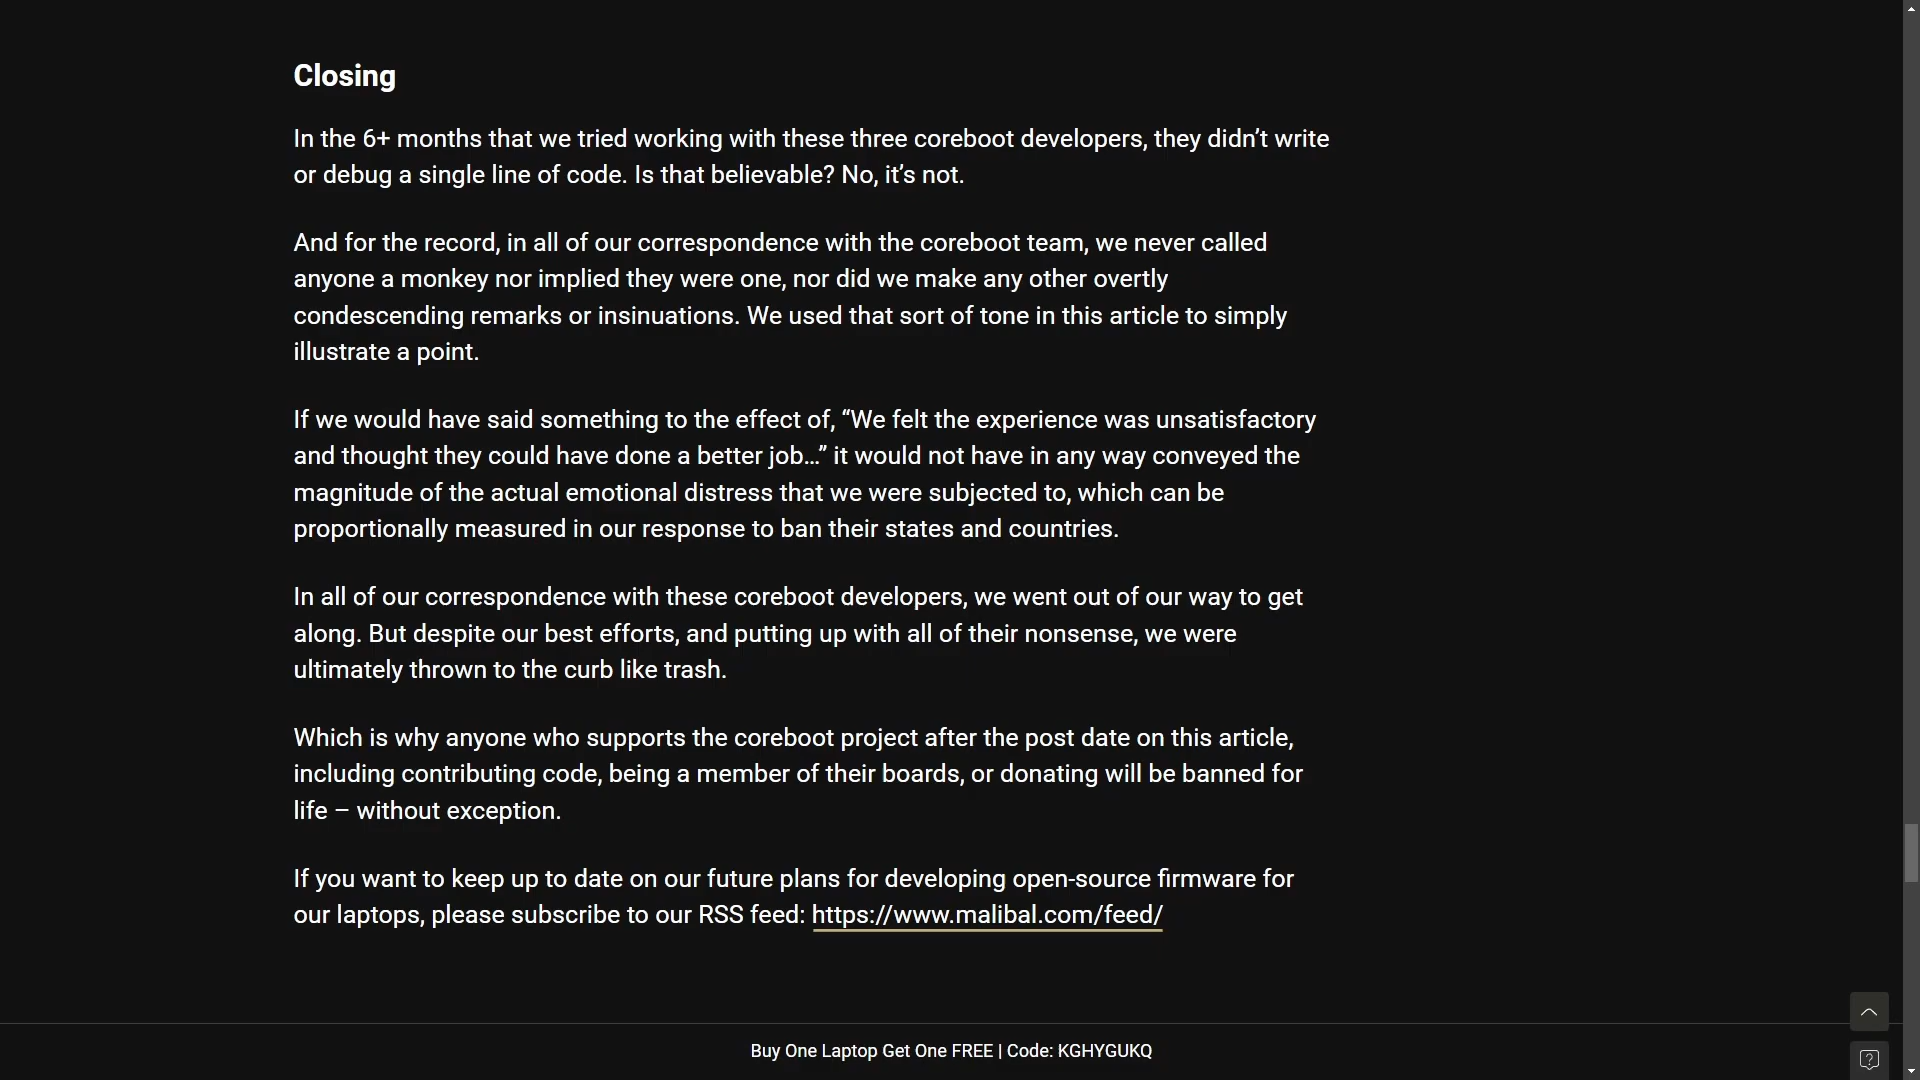 Closing
In the 6+ months that we tried working with these three coreboot developers, they didn’t write
or debug a single line of code. Is that believable? No, it’s not.
And for the record, in all of our correspondence with the coreboot team, we never called
anyone a monkey nor implied they were one, nor did we make any other overtly
condescending remarks or insinuations. We used that sort of tone in this article to simply
illustrate a point.
If we would have said something to the effect of, “We felt the experience was unsatisfactory
and thought they could have done a better job…” it would not have in any way conveyed the
magnitude of the actual emotional distress that we were subjected to, which can be
proportionally measured in our response to ban their states and countries.
In all of our correspondence with these coreboot developers, we went out of our way to get
along. But despite our best efforts, and putting up with all of their nonsense, we were
ultimately thrown to the curb like trash.
Which is why anyone who supports the coreboot project after the post date on this article,
including contributing code, being a member of their boards, or donating will be banned for
life – without exception.
If you want to keep up to date on our future plans for developing open-source firmware for
our laptops, please subscribe to our RSS feed: https://www.malibal.com/feed/
Buy One Laptop Get One FREE | Code: KGHYGUKQ